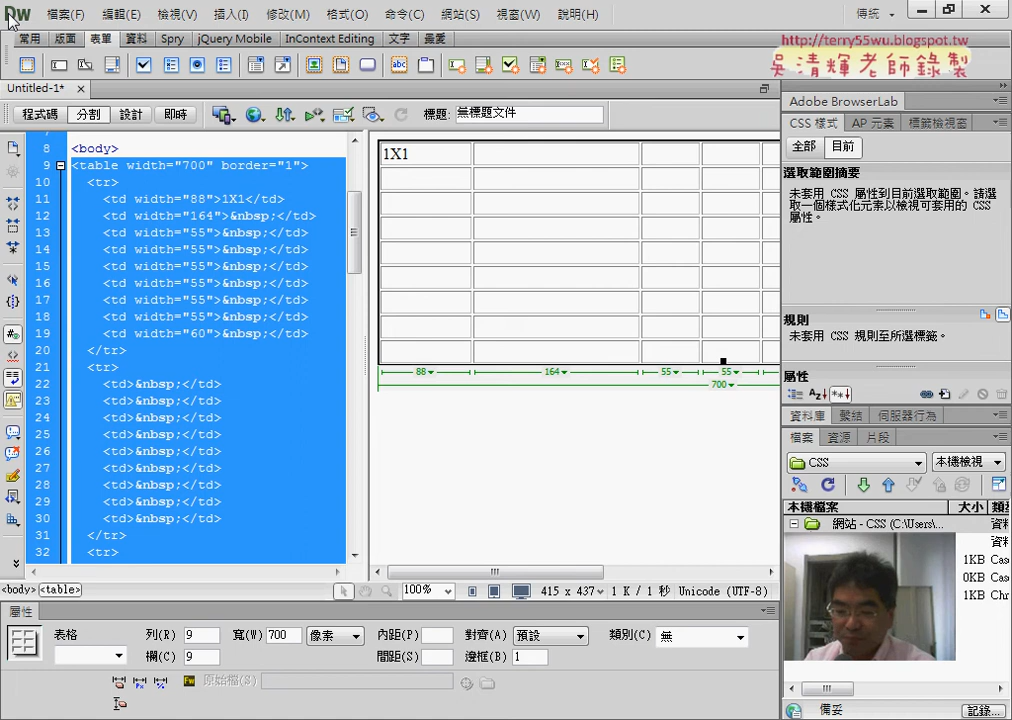 Dw 檔案(F) 編輯(E) 檢視(V) 插入(I) 修改(M) 格式(O) 命令(C) 網站(S) 視窗(W) 說明(H) 傳統
常用 版面 表單 資料 Spry jQuery Mobile InContext Editing 文字 我最愛
http://terry55wu.blogspot.tw
吳清輝老師錄製
Untitled-1*
程式碼 分割 設計 即時 標題: 無標題文件
8 <body>
9 <table width="700" border="1">
10 <tr>
11 <td width="88">1X1</td>
12 <td width="164">&nbsp;</td>
13 <td width="55">&nbsp;</td>
14 <td width="55">&nbsp;</td>
15 <td width="55">&nbsp;</td>
16 <td width="55">&nbsp;</td>
17 <td width="55">&nbsp;</td>
18 <td width="55">&nbsp;</td>
19 <td width="60">&nbsp;</td>
20 </tr>
21 <tr>
22 <td>&nbsp;</td>
23 <td>&nbsp;</td>
24 <td>&nbsp;</td>
25 <td>&nbsp;</td>
26 <td>&nbsp;</td>
27 <td>&nbsp;</td>
28 <td>&nbsp;</td>
29 <td>&nbsp;</td>
30 <td>&nbsp;</td>
31 </tr>
32 <tr>
1X1
88 164 55 55
700
Adobe BrowserLab
CSS 樣式 AP 元素 標籤檢視窗
全部 目前
選取範圍摘要
未套用 CSS 屬性到目前選取範圍。請選
取一個樣式化元素以檢視可套用的 CSS
屬性。
規則
未套用 CSS 規則至所選標籤。
屬性
資料庫 繫結 伺服器行為
檔案 資源 片段
CSS 本機檢視
本機檔案 大小 類型
網站 - CSS (C:\Users\... 資料
資料
1KB Cas
0KB Cas
1KB Chr
備妥 記錄...
<body> <table> 100% 415 x 437 1 K / 1 秒 Unicode (UTF-8)
屬性
表格 列(R) 9 寬(W) 700 像素 內距(P) 對齊(A) 預設 類別(C) 無
欄(C) 9 間距(S) 邊框(B) 1
原始檔(S)